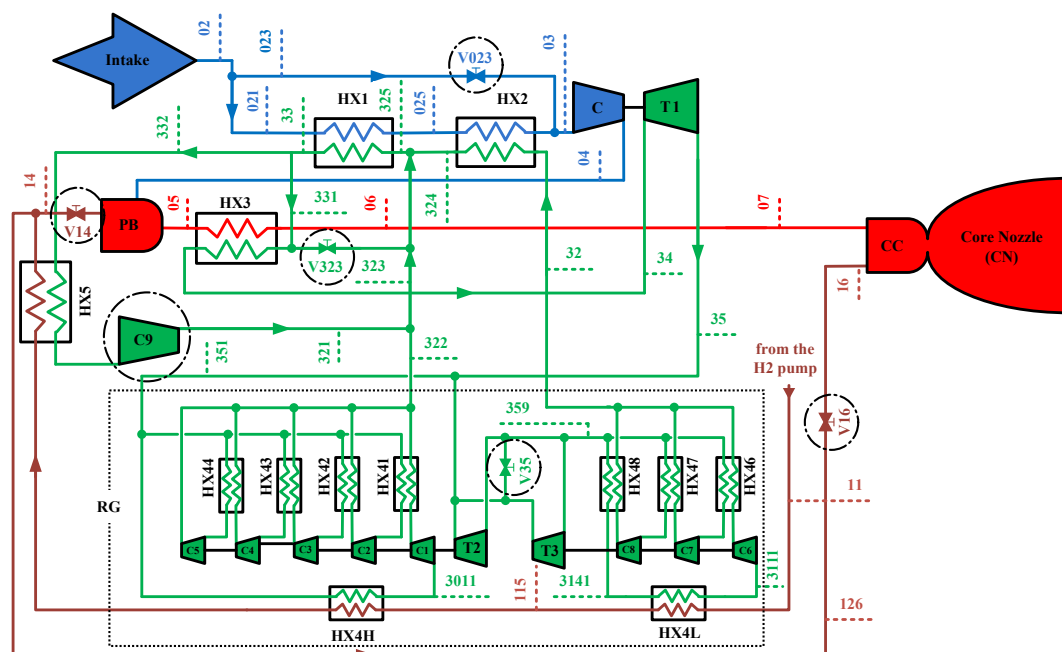 02
023
V023
03
Intake
HX1
325
HX2
C
T1
021
33
025
332
04
14
324
05
HX3
331
06
07
PB
V14
CC
Core Nozzle
(CN)
V323
323
32
34
16
HX5
C9
351
321
322
35
from the
H2 pump
V16
359
HX44
HX43
HX42
HX41
V35
HX48
HX47
HX46
11
RG
C5
C4
C3
C2
C1
T2
T3
C8
C7
C6
3011
115
3141
3111
126
HX4H
HX4L